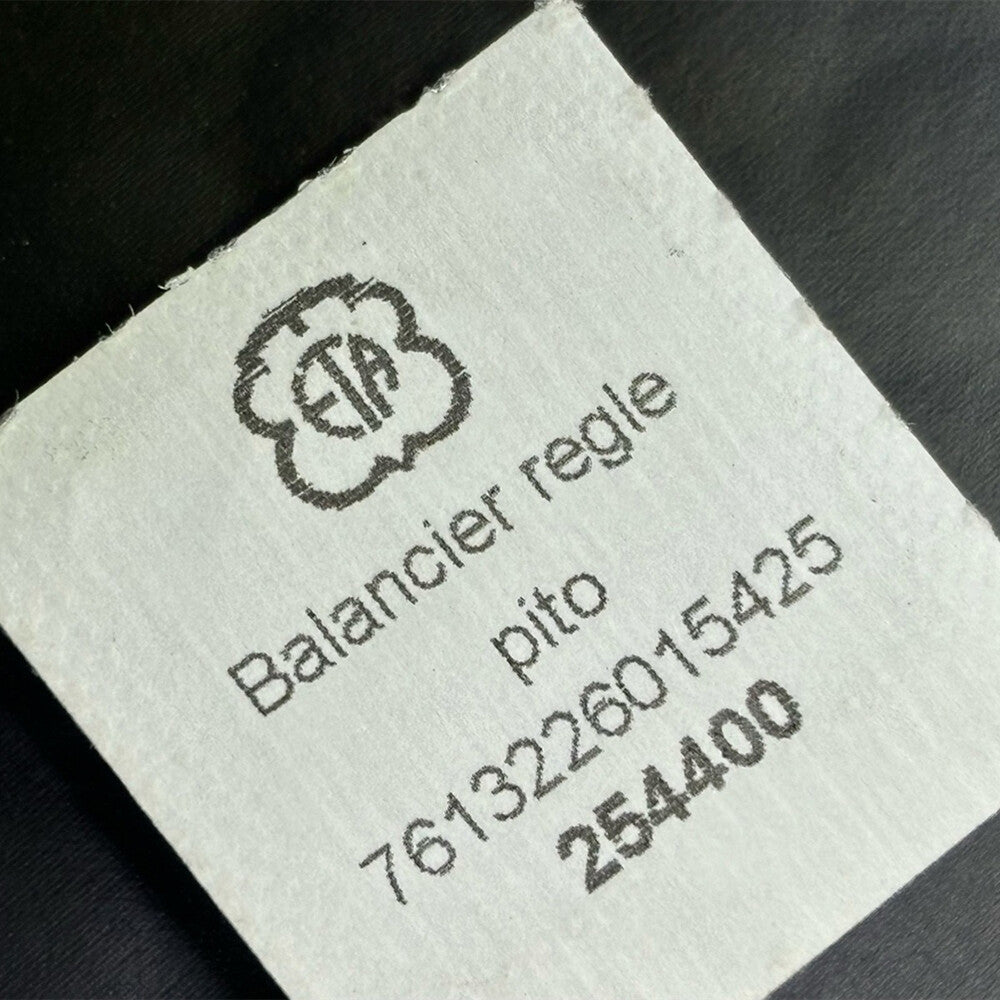 ETA
Balancier regle
pito
7613226015425
254400